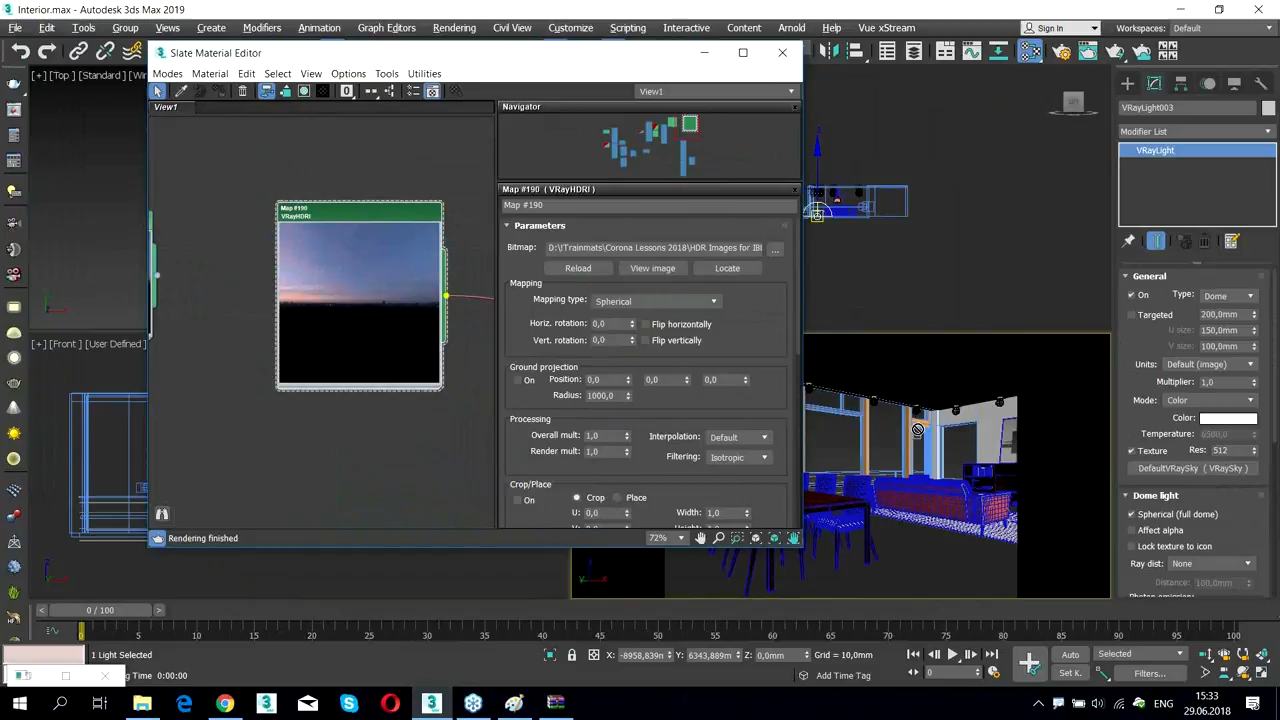 Interior.max - Autodesk 3ds Max 2019
File
Edit
Tools
Group
Views
Create
Modifiers
Animation
Graph Editors
Rendering
Civil View
Customize
Scripting
Interactive
Content
Arnold
Help
Vue xStream
Sign In
Workspaces: Default
Slate Material Editor
Modes
Material
Edit
Select
View
Options
Tools
Utilities
View1
View1
[+] [Top] [Standard]
[+] [Front] [User Defined]
Map #190
VRayHDRI
Navigator
Map #190 ( VRayHDRI )
Map #190
Parameters
Bitmap: D:\!Trainmats\Corona Lessons 2018\HDR Images for IBl ...
Reload
View image
Locate
Mapping
Mapping type: Spherical
Horiz. rotation: 0,0 Flip horizontally
Vert. rotation: 0,0 Flip vertically
Ground projection
On Position: 0,0 0,0 0,0
Radius: 1000,0
Processing
Overall mult: 1,0 Interpolation: Default
Render mult: 1,0 Filtering: Isotropic
Crop/Place
On Crop Place
U: 0,0 Width: 1,0
Rendering finished
72%
VRayLight003
Modifier List
VRayLight
General
On Type: Dome
Targeted 200,0mm
U size: 150,0mm
V size: 100,0mm
Units: Default (image)
Multiplier: 1,0
Mode: Color
Color:
Temperature: 6500,0
Texture Res: 512
DefaultVRaySky ( VRaySky )
Dome light
Spherical (full dome)
Affect alpha
Lock texture to icon
Ray dist: None
Distance: 100,0mm
0 / 100
0 5 10 15 20 25 30 35 40 45 50 55 60 65 70 75 80 85 90 95 100
1 Light Selected
X: -8958,839n Y: 6343,889m Z: 0,0mm Grid = 10,0mm
Auto
Selected
ing Time 0:00:00
Add Time Tag
0
Set K.
Filters...
ENG
15:33
29.06.2018